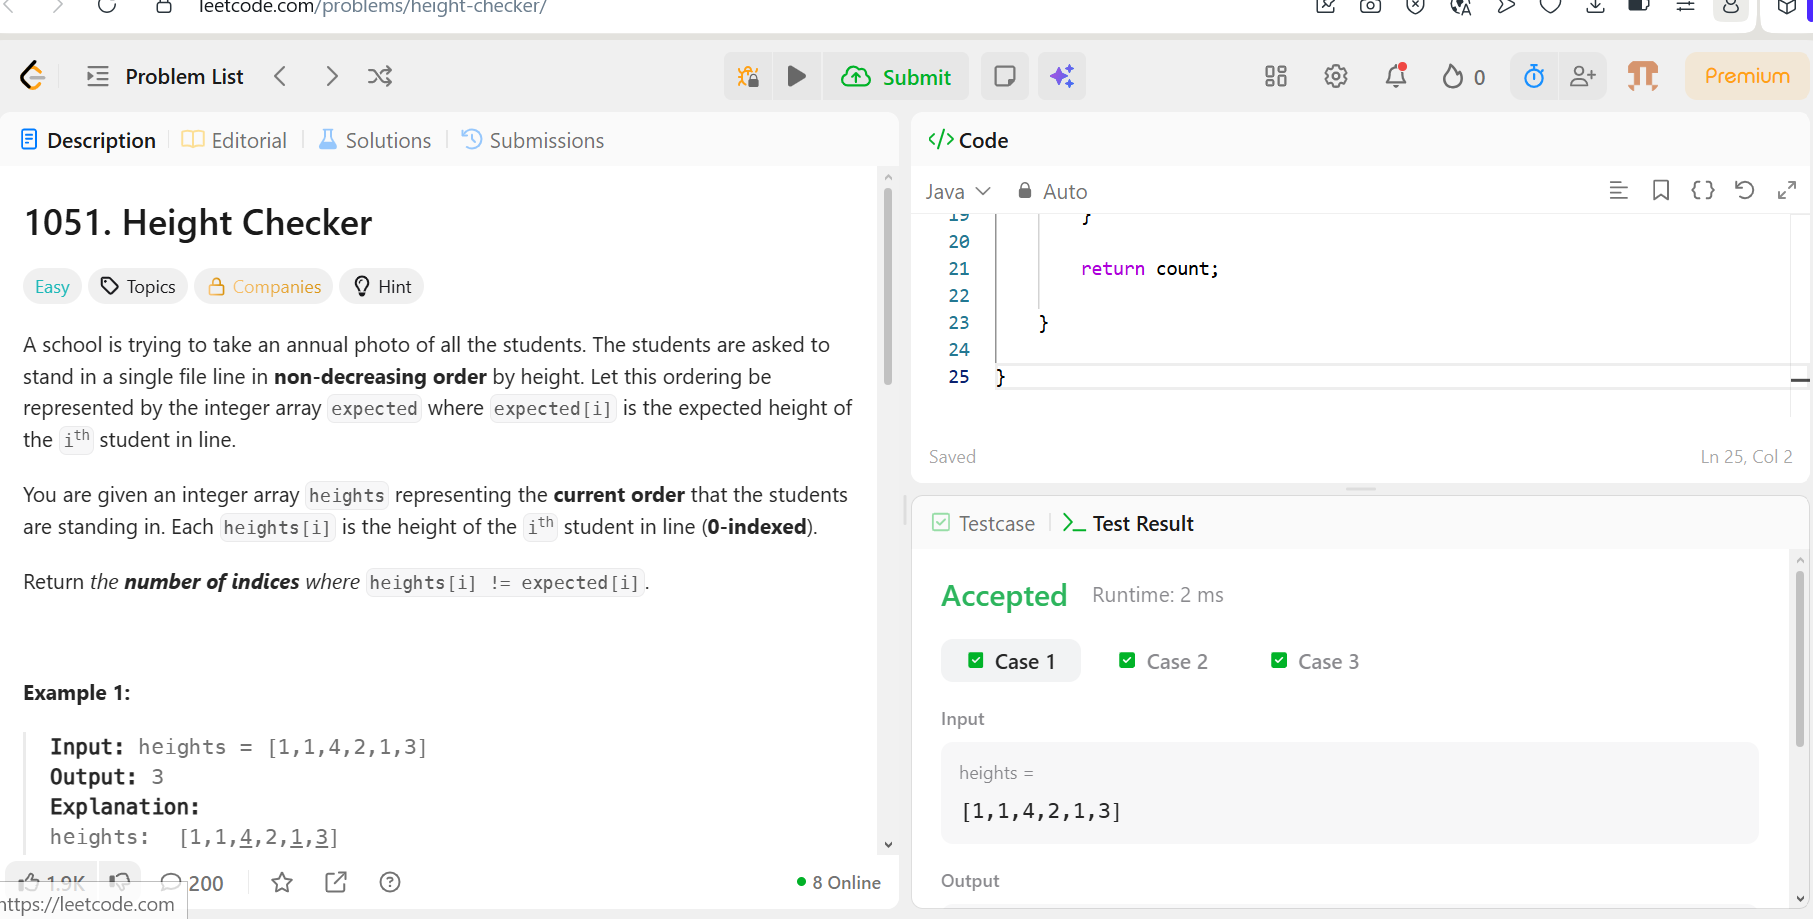 leetcode.com/problems/height-checker/
Problem List
Submit
0
Premium
Description
Editorial
Solutions
Submissions
1051. Height Checker
Easy
Topics
Companies
Hint
A school is trying to take an annual photo of all the students. The students are asked to
stand in a single file line in non-decreasing order by height. Let this ordering be
represented by the integer array expected where expected[i] is the expected height of
the ith student in line.
You are given an integer array heights representing the current order that the students
are standing in. Each heights[i] is the height of the ith student in line (0-indexed).
Return the number of indices where heights[i] != expected[i].
Example 1:
Input: heights = [1,1,4,2,1,3]
Output: 3
Explanation:
heights: [1,1,4,2,1,3]
1.9K
200
8 Online
https://leetcode.com
Code
Java
Auto
19 }
20
21 return count;
22
23 }
24
25 }
Saved
Ln 25, Col 2
Testcase
Test Result
Accepted
Runtime: 2 ms
Case 1
Case 2
Case 3
Input
heights =
[1,1,4,2,1,3]
Output